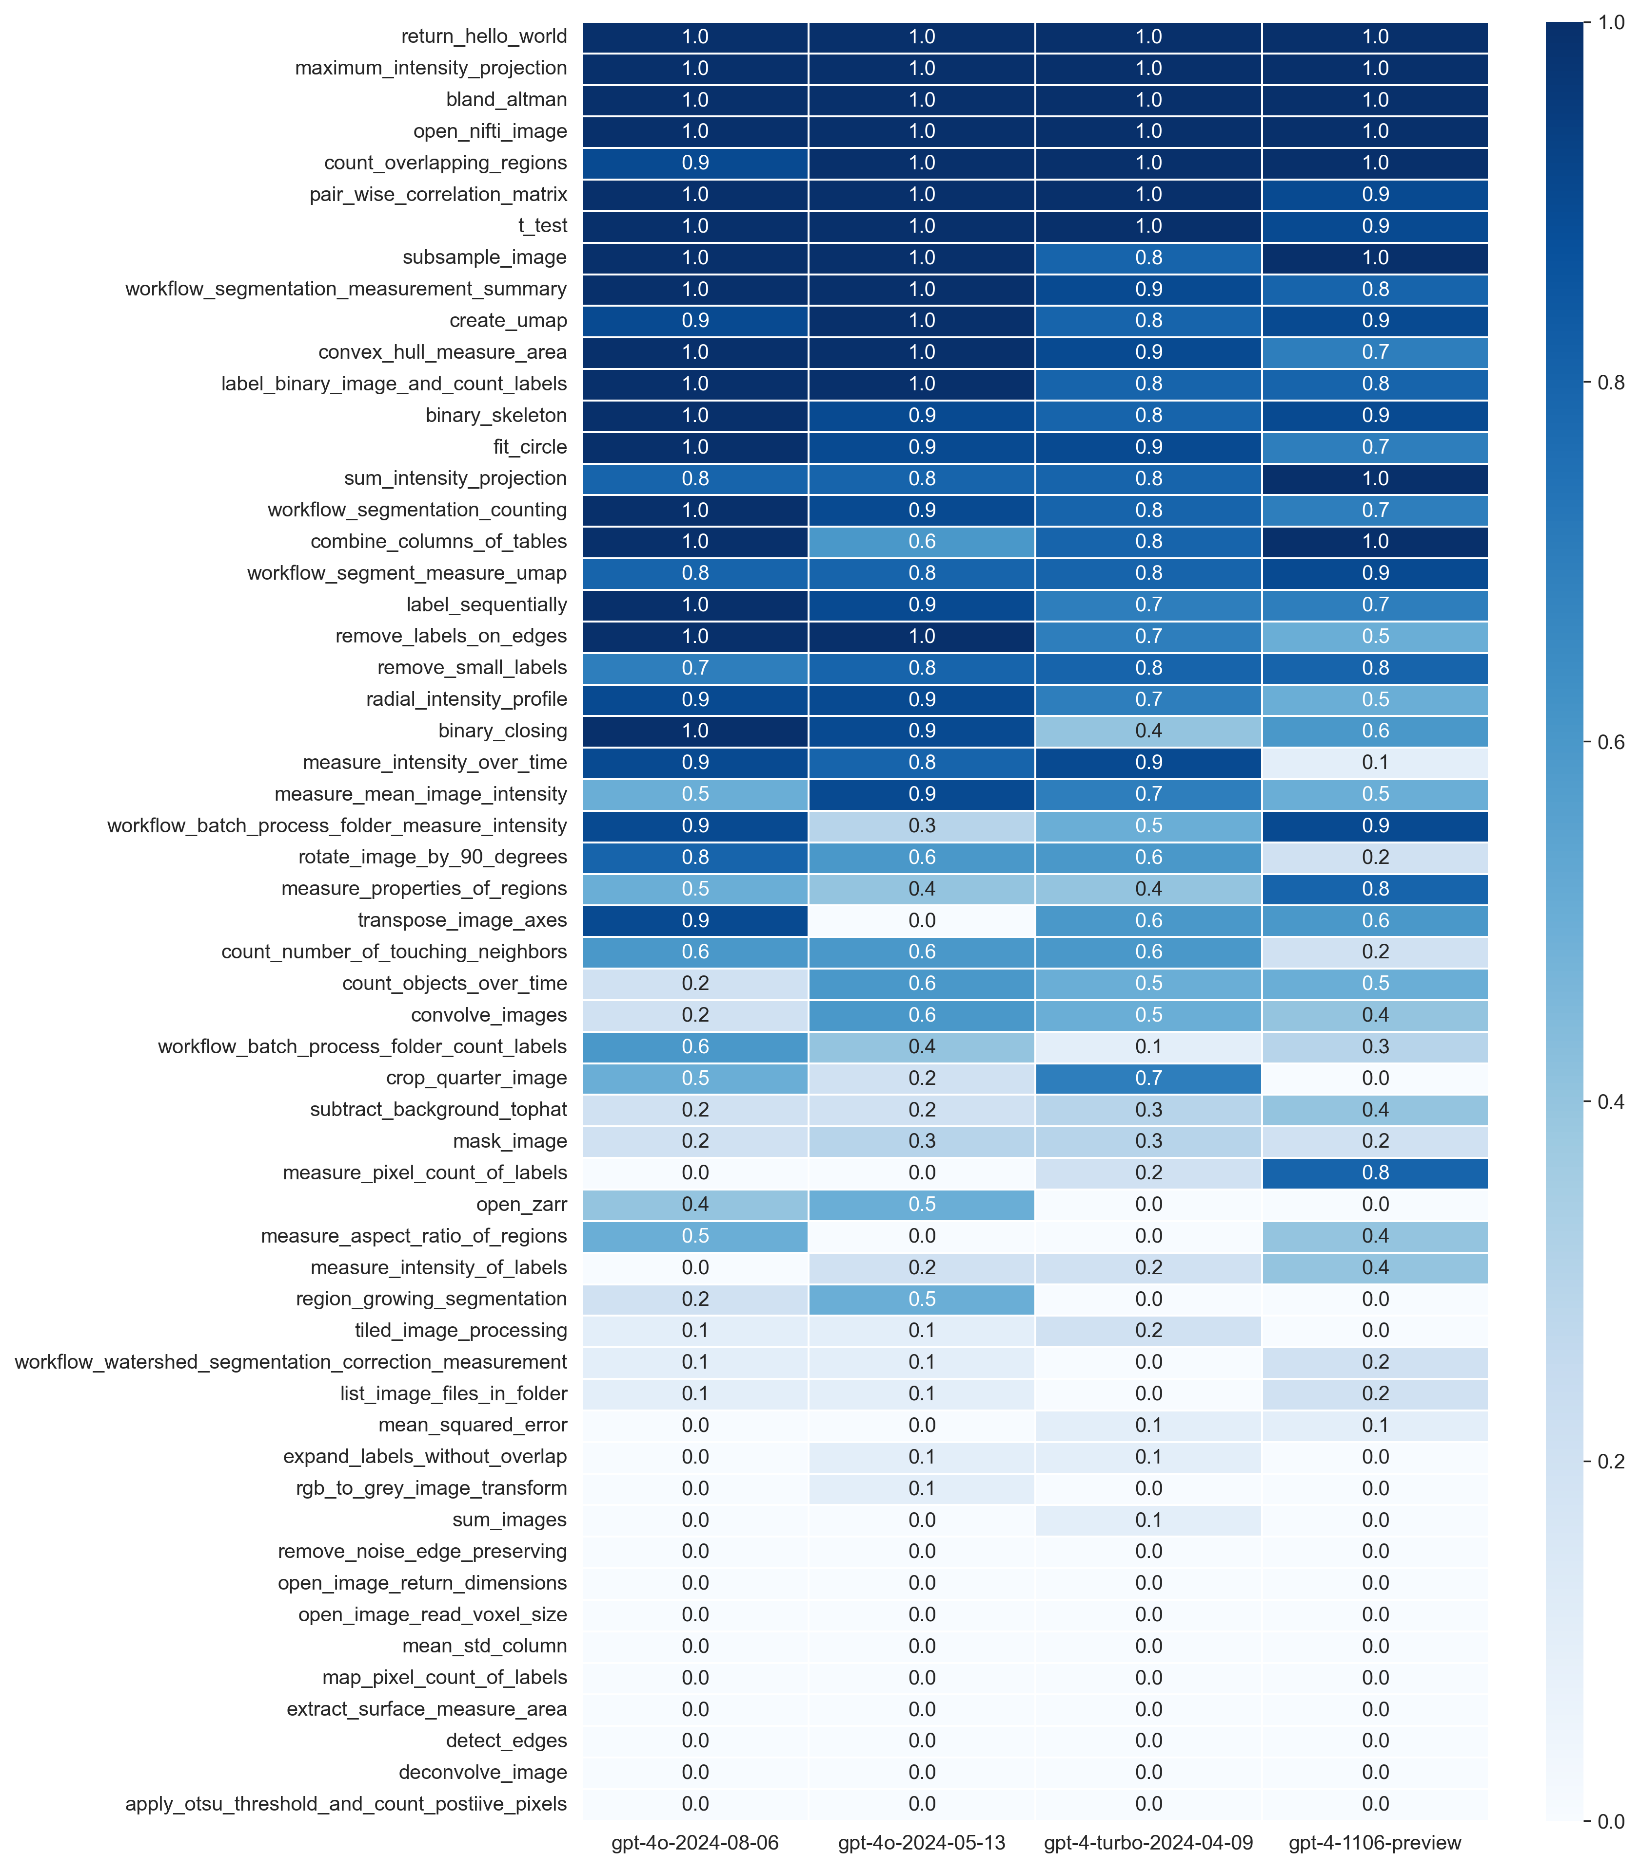 return_hello_world 1.0 1.0 1.0 1.0 1.0
maximum_intensity_projection 1.0 1.0 1.0 1.0
bland_altman 1.0 1.0 1.0 1.0
open_nifti_image 1.0 1.0 1.0 1.0
count_overlapping_regions 0.9 1.0 1.0 1.0
pair_wise_correlation_matrix 1.0 1.0 1.0 0.9
t_test 1.0 1.0 1.0 0.9
subsample_image 1.0 1.0 0.8 1.0
workflow_segmentation_measurement_summary 1.0 1.0 0.9 0.8
create_umap 0.9 1.0 0.8 0.9
convex_hull_measure_area 1.0 1.0 0.9 0.7
label_binary_image_and_count_labels 1.0 1.0 0.8 0.8 0.8
binary_skeleton 1.0 0.9 0.8 0.9
fit_circle 1.0 0.9 0.9 0.7
sum_intensity_projection 0.8 0.8 0.8 1.0
workflow_segmentation_counting 1.0 0.9 0.8 0.7
combine_columns_of_tables 1.0 0.6 0.8 1.0
workflow_segment_measure_umap 0.8 0.8 0.8 0.9
label_sequentially 1.0 0.9 0.7 0.7
remove_labels_on_edges 1.0 1.0 0.7 0.5
remove_small_labels 0.7 0.8 0.8 0.8
radial_intensity_profile 0.9 0.9 0.7 0.5
binary_closing 1.0 0.9 0.4 0.6 0.6
measure_intensity_over_time 0.9 0.8 0.9 0.1
measure_mean_image_intensity 0.5 0.9 0.7 0.5
workflow_batch_process_folder_measure_intensity 0.9 0.3 0.5 0.9
rotate_image_by_90_degrees 0.8 0.6 0.6 0.2
measure_properties_of_regions 0.5 0.4 0.4 0.8
transpose_image_axes 0.9 0.0 0.6 0.6
count_number_of_touching_neighbors 0.6 0.6 0.6 0.2
count_objects_over_time 0.2 0.6 0.5 0.5
convolve_images 0.2 0.6 0.5 0.4
workflow_batch_process_folder_count_labels 0.6 0.4 0.1 0.3
crop_quarter_image 0.5 0.2 0.7 0.0
subtract_background_tophat 0.2 0.2 0.3 0.4 0.4
mask_image 0.2 0.3 0.3 0.2
measure_pixel_count_of_labels 0.0 0.0 0.2 0.8
open_zarr 0.4 0.5 0.0 0.0
measure_aspect_ratio_of_regions 0.5 0.0 0.0 0.4
measure_intensity_of_labels 0.0 0.2 0.2 0.4
region_growing_segmentation 0.2 0.5 0.0 0.0
tiled_image_processing 0.1 0.1 0.2 0.0
workflow_watershed_segmentation_correction_measurement 0.1 0.1 0.0 0.2
list_image_files_in_folder 0.1 0.1 0.0 0.2
mean_squared_error 0.0 0.0 0.1 0.1
expand_labels_without_overlap 0.0 0.1 0.1 0.0 0.2
rgb_to_grey_image_transform 0.0 0.1 0.0 0.0
sum_images 0.0 0.0 0.1 0.0
remove_noise_edge_preserving 0.0 0.0 0.0 0.0
open_image_return_dimensions 0.0 0.0 0.0 0.0
open_image_read_voxel_size 0.0 0.0 0.0 0.0
mean_std_column 0.0 0.0 0.0 0.0
map_pixel_count_of_labels 0.0 0.0 0.0 0.0
extract_surface_measure_area 0.0 0.0 0.0 0.0
detect_edges 0.0 0.0 0.0 0.0
deconvolve_image 0.0 0.0 0.0 0.0
apply_otsu_threshold_and_count_postiive_pixels 0.0 0.0 0.0 0.0 0.0
gpt-4o-2024-08-06 gpt-4o-2024-05-13 gpt-4-turbo-2024-04-09 gpt-4-1106-preview